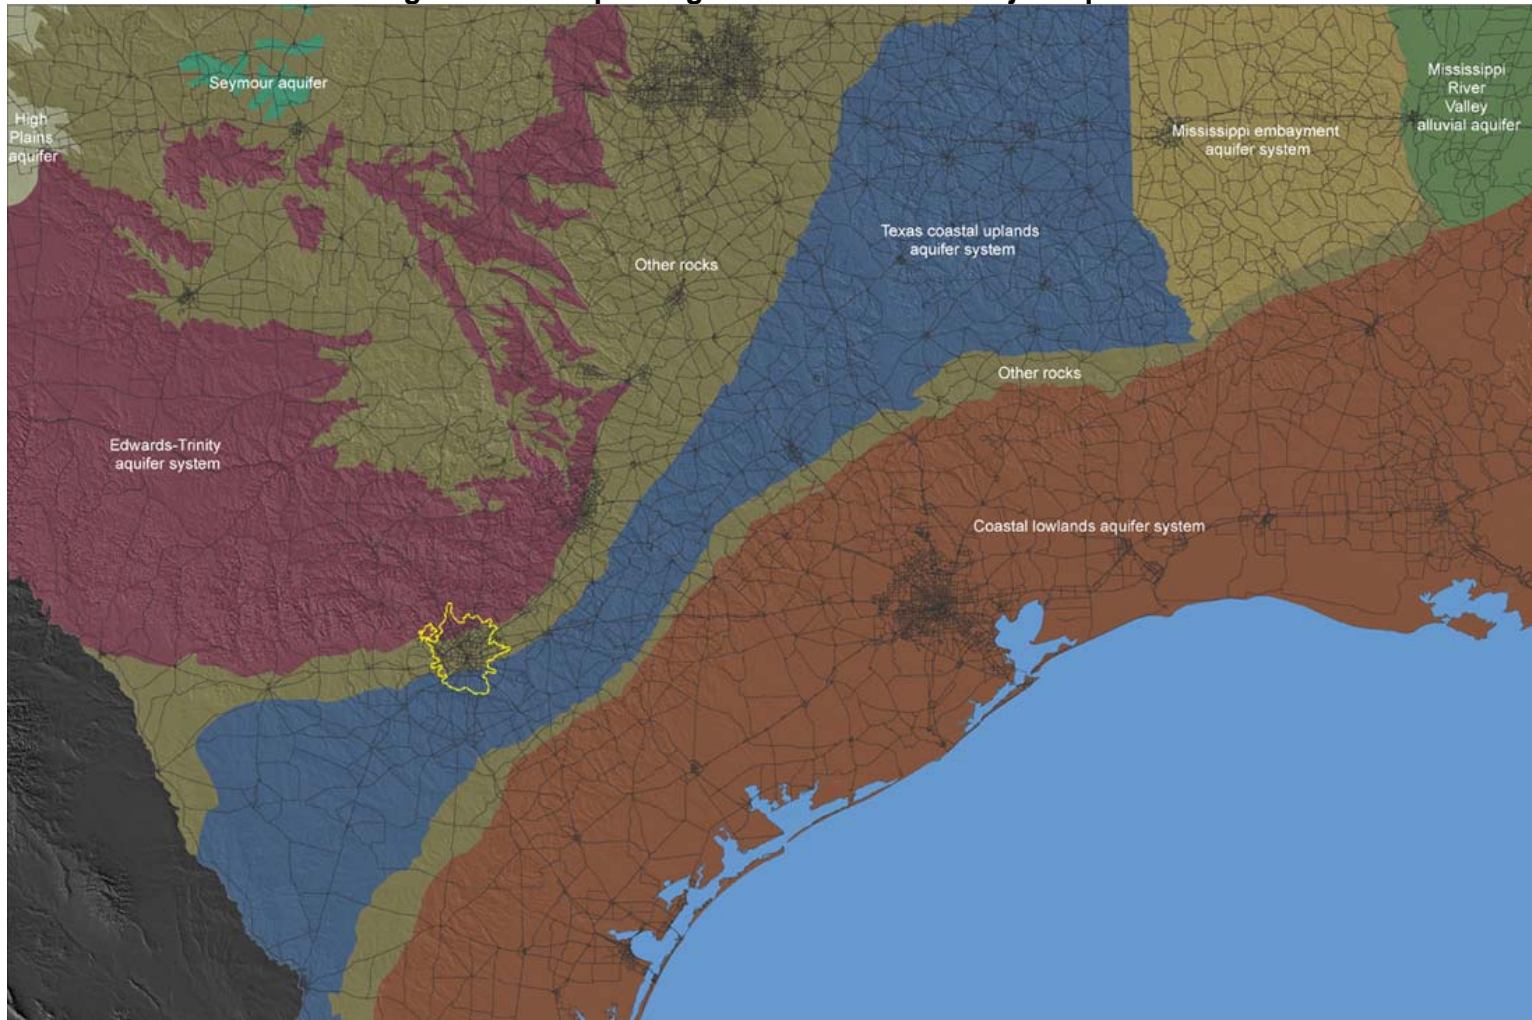 Seymour aquifer
High
Plains
aquifer
Mississippi
River
Valley
alluvial aquifer
Mississippi embayment
aquifer system
Texas coastal uplands
aquifer system
Other rocks
Other rocks
Edwards-Trinity
aquifer system
Coastal lowlands aquifer system